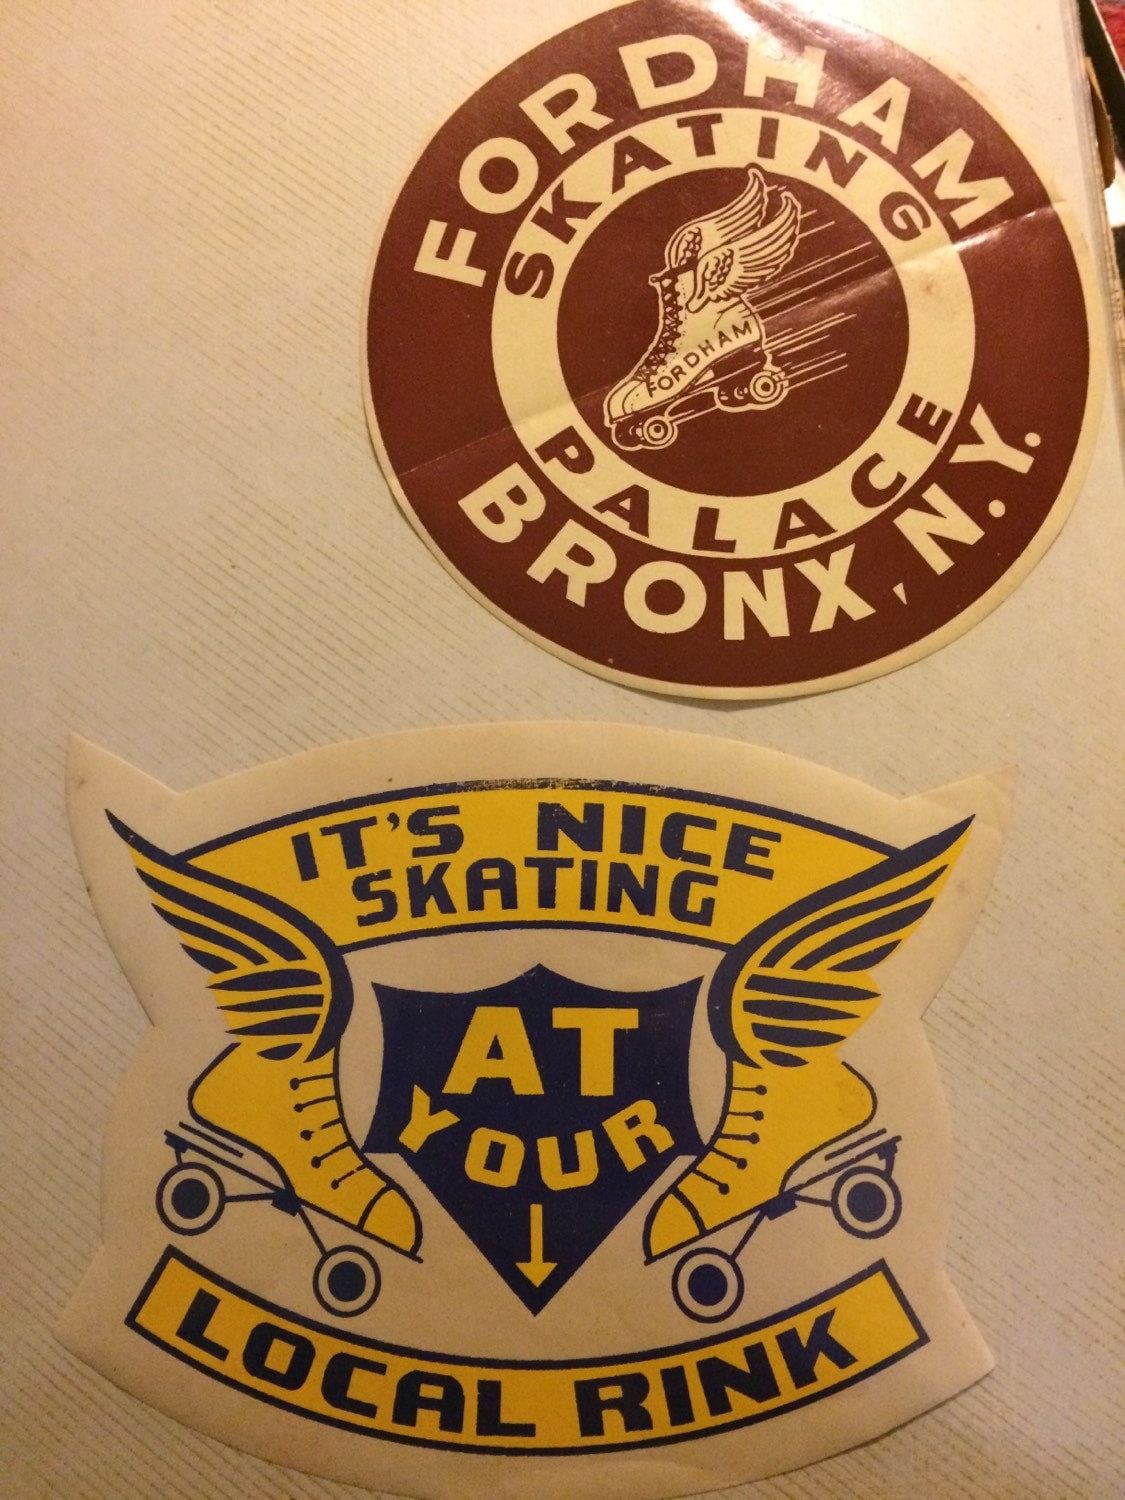 FORDHAM
SKATING
FORDHAM
PALACE
BRONX, N.Y.
IT'S NICE
SKATING
AT
YOUR
LOCAL RINK